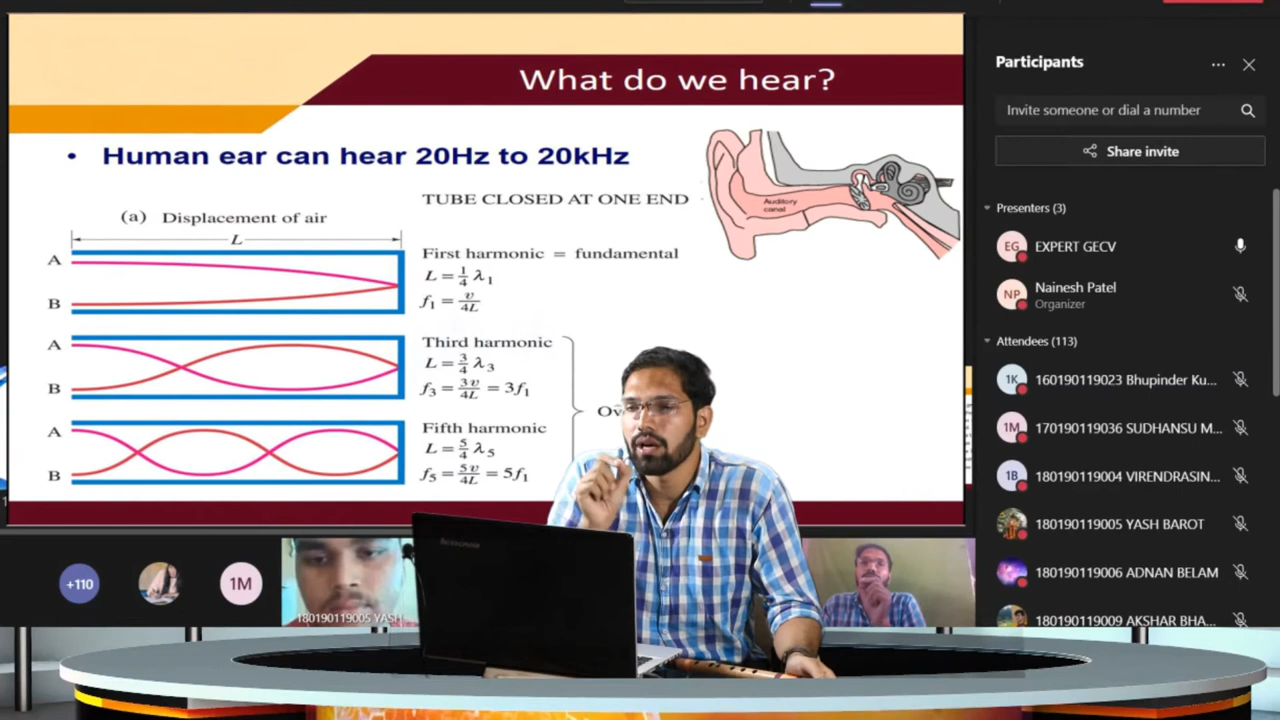 What do we hear?
• Human ear can hear 20Hz to 20kHz
TUBE CLOSED AT ONE END
Auditory
canal
(a) Displacement of air
L
A
B
First harmonic = fundamental
L = 1/4 λ1
f1 = v/4L
A
B
Third harmonic
L = 3/4 λ3
f3 = 3v/4L = 3f1
A
B
Fifth harmonic
L = 5/4 λ5
f5 = 5v/4L = 5f1
+110
1M
180190119005 YASH
Lenovo
Participants
Invite someone or dial a number
Share invite
Presenters (3)
EG EXPERT GECV
NP Nainesh Patel
Organizer
Attendees (113)
1K 160190119023 Bhupinder Ku...
1M 170190119036 SUDHANSU M...
1B 180190119004 VIRENDRASIN...
180190119005 YASH BAROT
180190119006 ADNAN BELAM
180190119009 AKSHAR BHA...